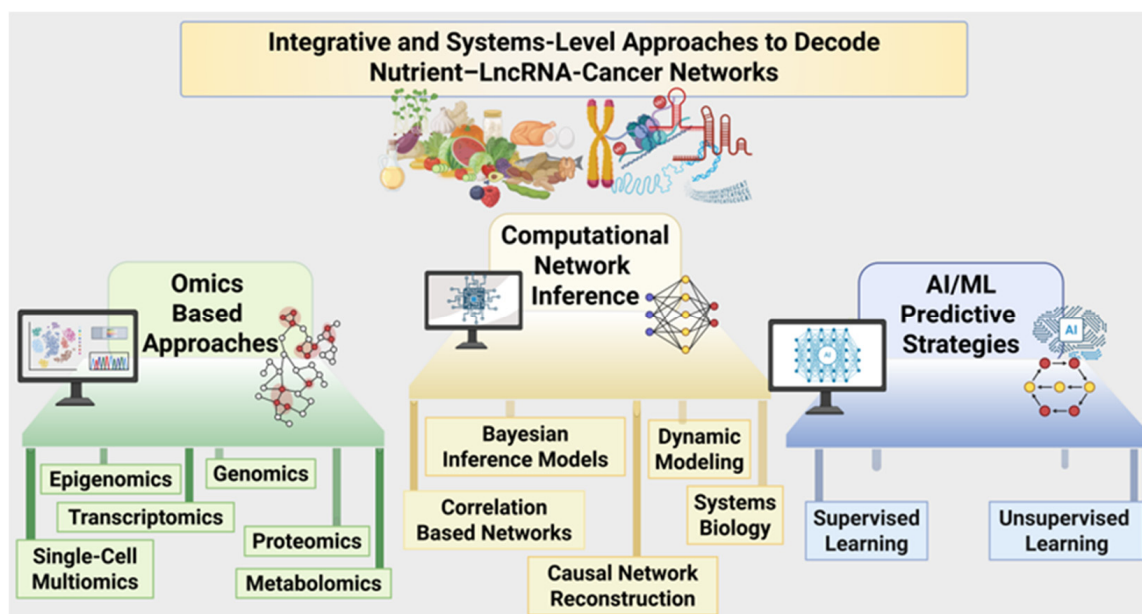 Integrative and Systems-Level Approaches to Decode
Nutrient–LncRNA-Cancer Networks
Omics
Based
Approaches
Epigenomics
Genomics
Transcriptomics
Single-Cell
Multiomics
Proteomics
Metabolomics
Computational
Network
Inference
Bayesian
Inference Models
Dynamic
Modeling
Correlation
Based Networks
Systems
Biology
Causal Network
Reconstruction
AI/ML
Predictive
Strategies
AI
AI
Supervised
Learning
Unsupervised
Learning